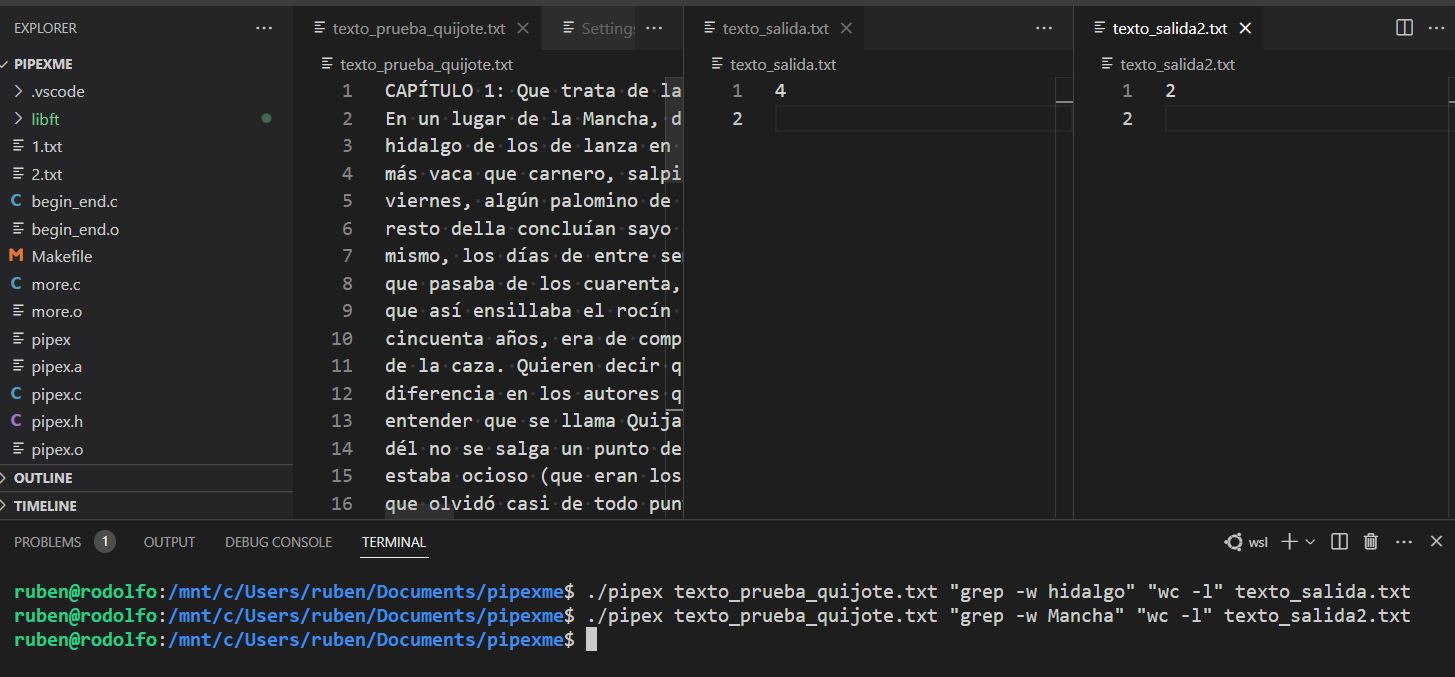 EXPLORER
PIPEXME
.vscode
libft
1.txt
2.txt
begin_end.c
begin_end.o
Makefile
more.c
more.o
pipex
pipex.a
pipex.c
pipex.h
pipex.o
OUTLINE
TIMELINE
texto_prueba_quijote.txt
Setting
texto_prueba_quijote.txt
1 CAPÍTULO 1: Que trata de la
2 En un lugar de la Mancha, d
3 hidalgo de los de lanza en
4 más vaca que carnero, salpi
5 viernes, algún palomino de
6 resto della concluían sayo
7 mismo, los días de entre se
8 que pasaba de los cuarenta,
9 que así ensillaba el rocín
10 cincuenta años, era de comp
11 de la caza. Quieren decir q
12 diferencia en los autores q
13 entender que se llama Quija
14 dél no se salga un punto de
15 estaba ocioso (que eran los
16 que olvidó casi de todo pun
texto_salida.txt
texto_salida.txt
1 4
2
texto_salida2.txt
texto_salida2.txt
1 2
2
PROBLEMS 1 OUTPUT DEBUG CONSOLE TERMINAL
wsl
ruben@rodolfo:/mnt/c/Users/ruben/Documents/pipexme$ ./pipex texto_prueba_quijote.txt "grep -w hidalgo" "wc -l" texto_salida.txt
ruben@rodolfo:/mnt/c/Users/ruben/Documents/pipexme$ ./pipex texto_prueba_quijote.txt "grep -w Mancha" "wc -l" texto_salida2.txt
ruben@rodolfo:/mnt/c/Users/ruben/Documents/pipexme$